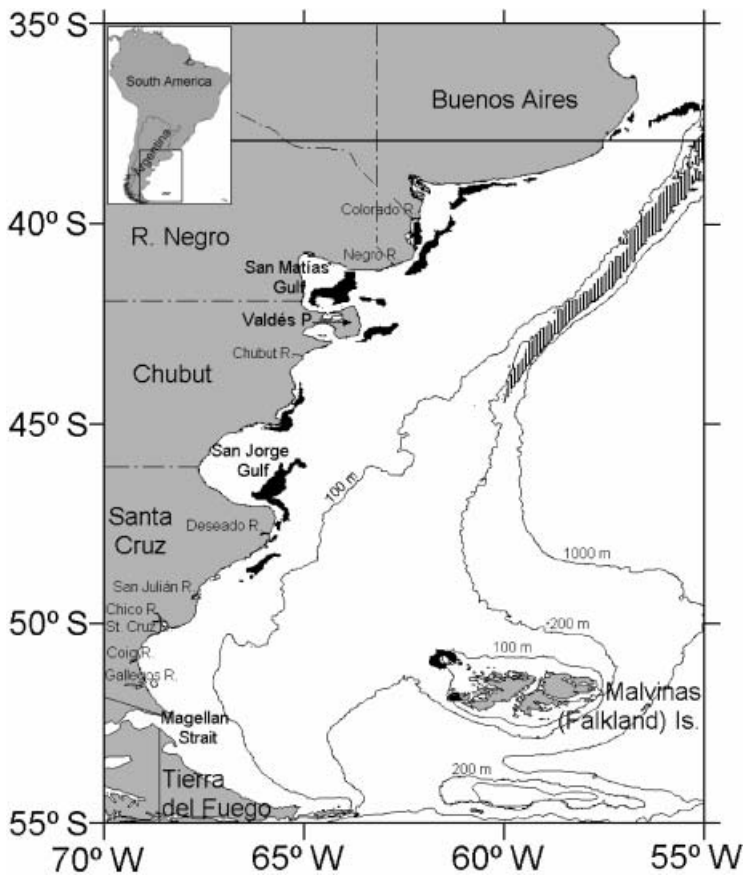 35º S
South America
Argentina
Buenos Aires
Colorado R.
40º S
R. Negro
Negro R.
San Matías
Gulf
Valdés P.
Chubut R.
Chubut
45º S
San Jorge
Gulf
100 m
Santa
Cruz
Deseado R.
1000 m
San Julián R.
Chico R.
St. Cruz R.
50º S
200 m
100 m
Coig R.
Gallegos R.
Malvinas
(Falkland) Is.
Magellan
Strait
200 m
Tierra
del Fuego
55º S
70º W
65º W
60º W
55º W